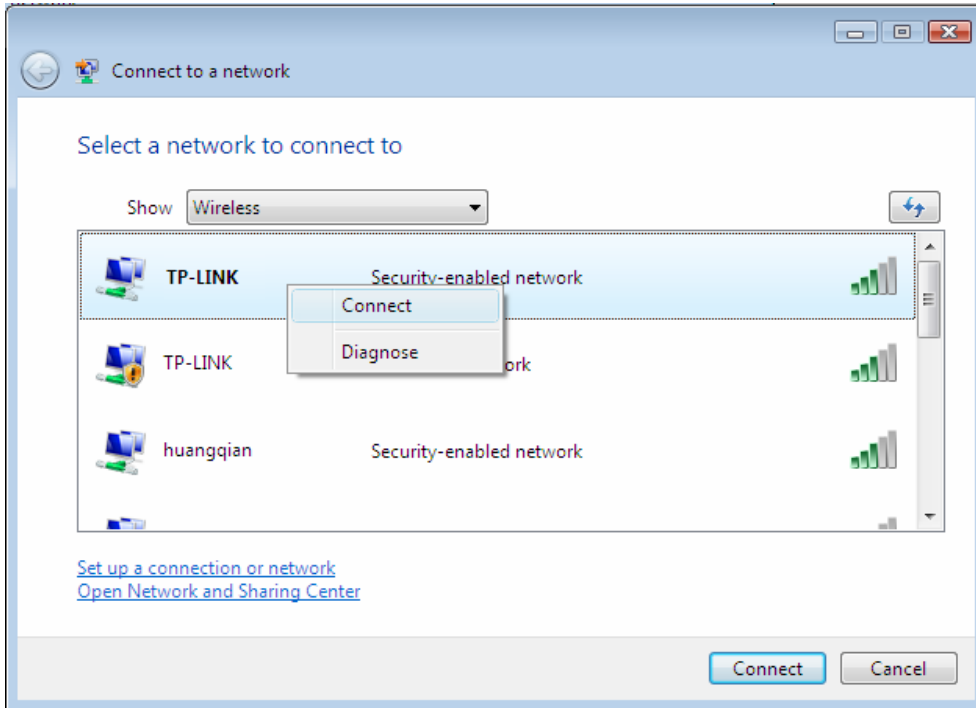 Connect to a network
Select a network to connect to
Show Wireless
TP-LINK Security-enabled network
Connect
Diagnose
TP-LINK ork
huangqian Security-enabled network
Set up a connection or network
Open Network and Sharing Center
Connect Cancel